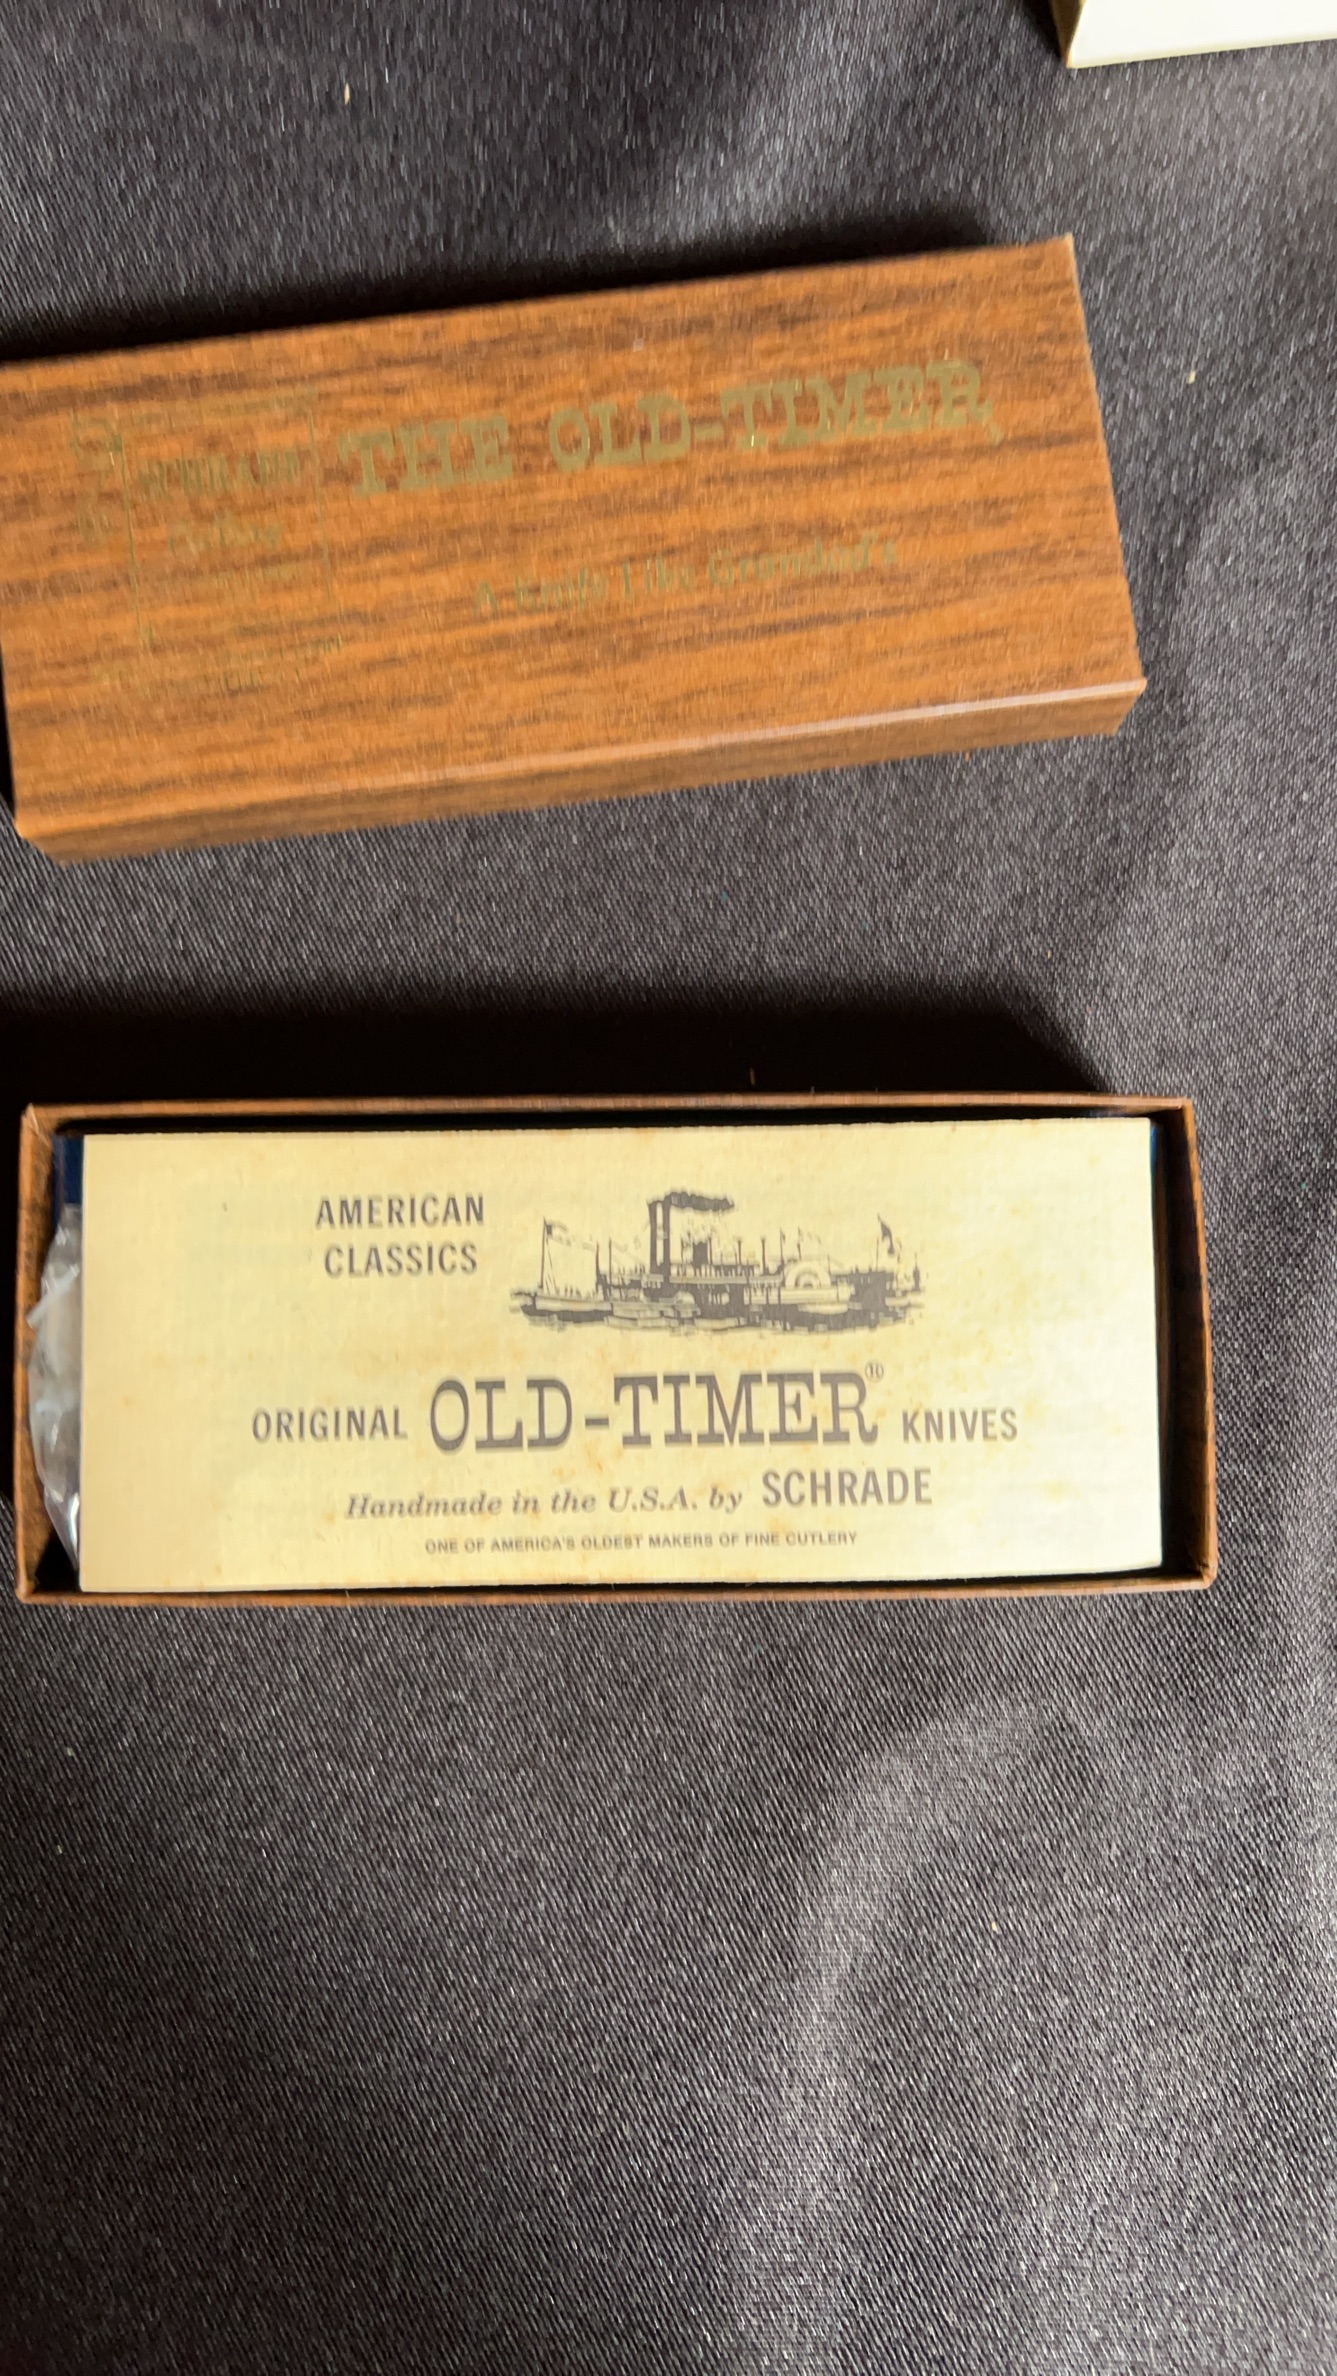 SCHRADE
THE OLD-TIMER
A Knife Like Grandad's
AMERICAN
CLASSICS
ORIGINAL OLD-TIMER® KNIVES
Handmade in the U.S.A. by SCHRADE
ONE OF AMERICA'S OLDEST MAKERS OF FINE CUTLERY